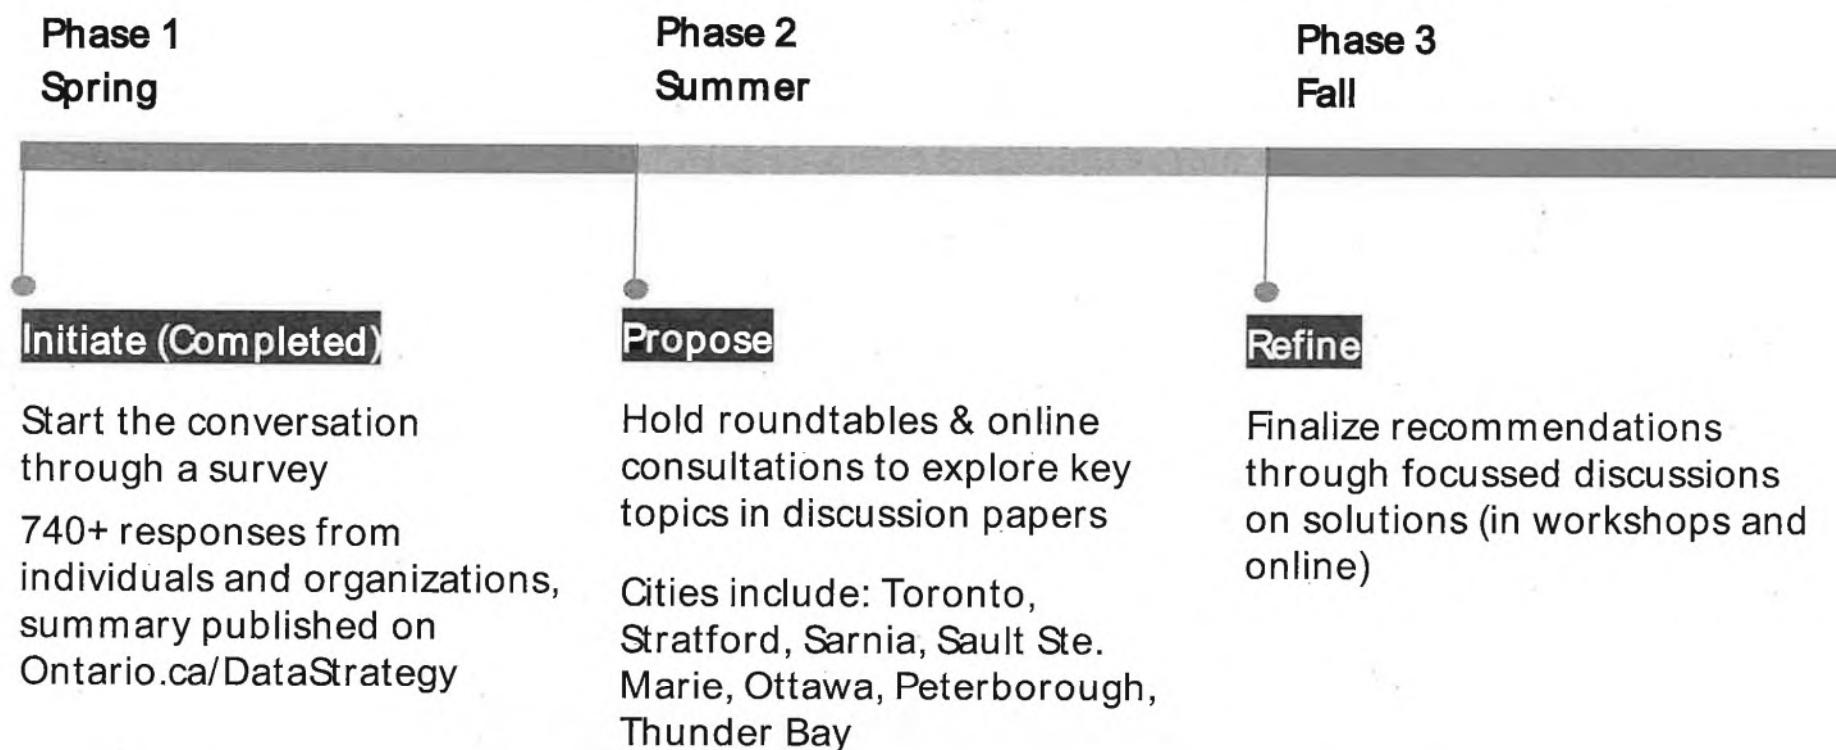 Phase 1
Spring
Phase 2
Summer
Phase 3
Fall
Initiate (Completed)
Start the conversation
through a survey
740+ responses from
individuals and organizations,
summary published on
Ontario.ca/DataStrategy
Propose
Hold roundtables & online
consultations to explore key
topics in discussion papers
Cities include: Toronto,
Stratford, Sarnia, Sault Ste.
Marie, Ottawa, Peterborough,
Thunder Bay
Refine
Finalize recommendations
through focussed discussions
on solutions (in workshops and
online)